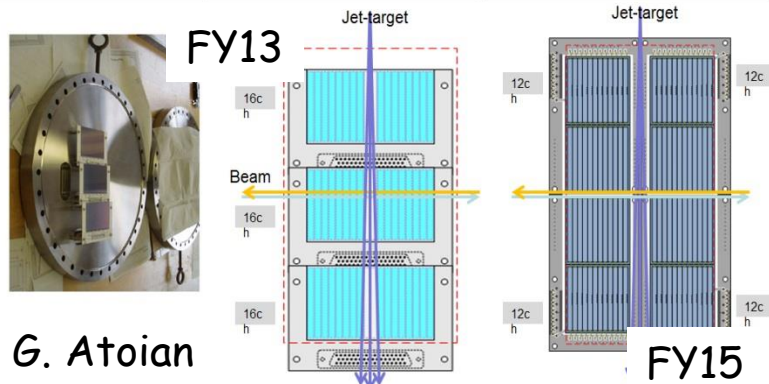 FY13
Jet-target
Jet-target
16c
h
12c
h
12c
h
Beam
16c
h
16c
h
12c
h
12c
h
G. Atoian
FY15